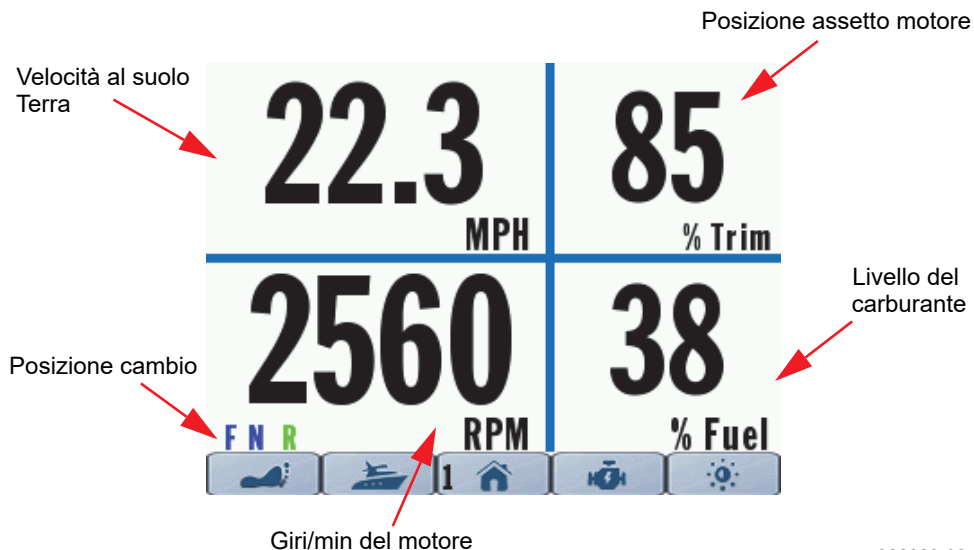 Posizione assetto motore
Velocità al suolo
Terra
22.3
MPH
85
% Trim
Livello del
carburante
2560
RPM
38
% Fuel
Posizione cambio
F N R
1
Giri/min del motore